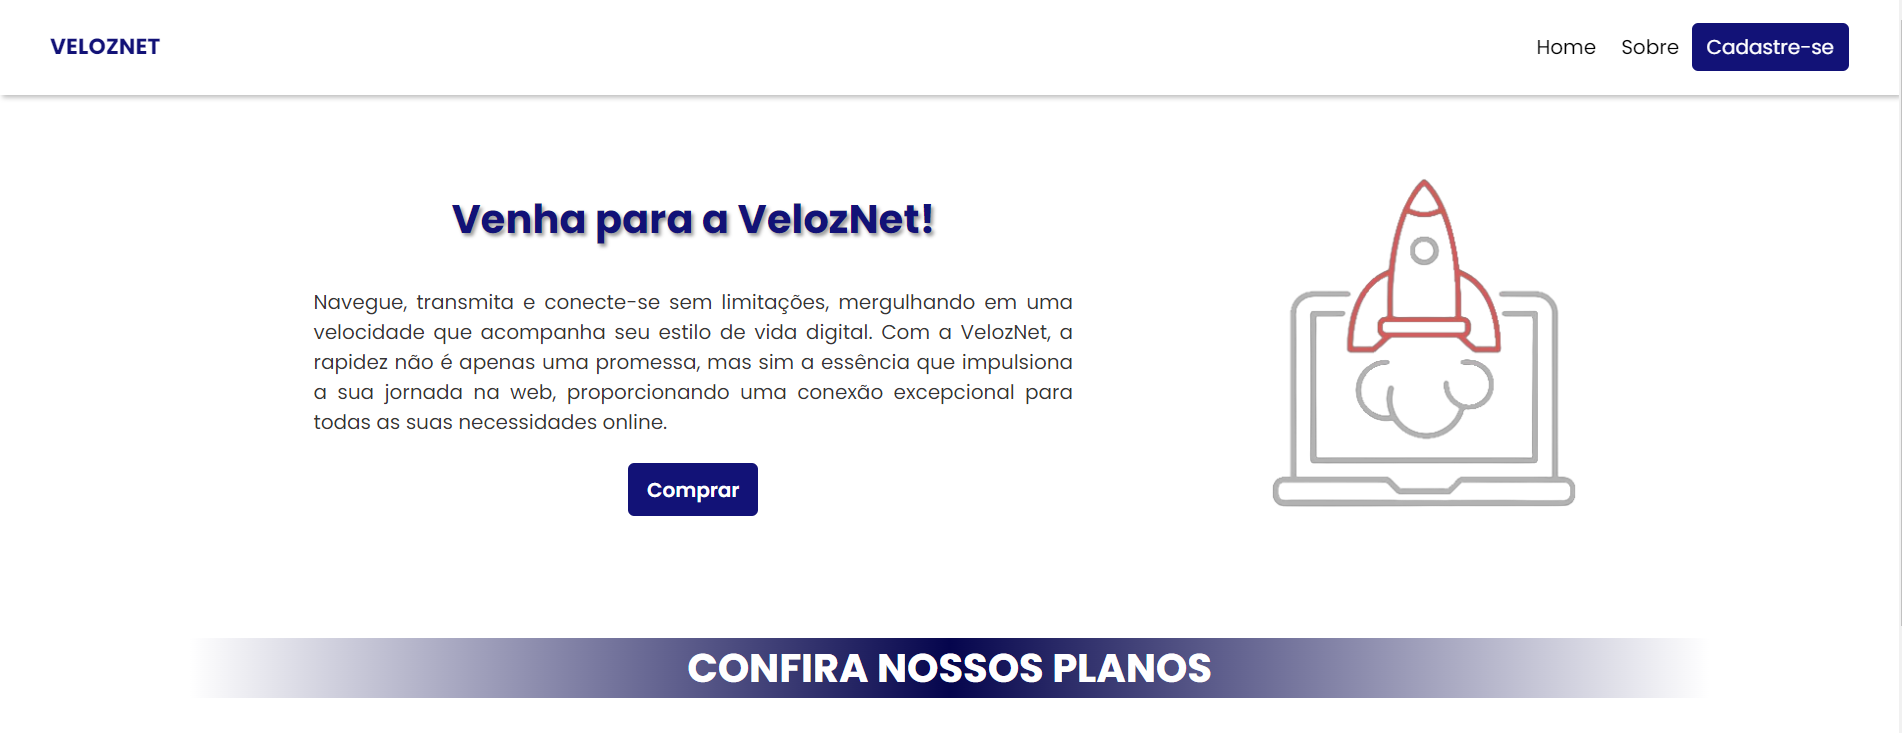 VELOZNET
Home
Sobre
Cadastre-se
Venha para a VelozNet!
Navegue, transmita e conecte-se sem limitações, mergulhando em uma
velocidade que acompanha seu estilo de vida digital. Com a VelozNet, a
rapidez não é apenas uma promessa, mas sim a essência que impulsiona
a sua jornada na web, proporcionando uma conexão excepcional para
todas as suas necessidades online.
Comprar
CONFIRA NOSSOS PLANOS